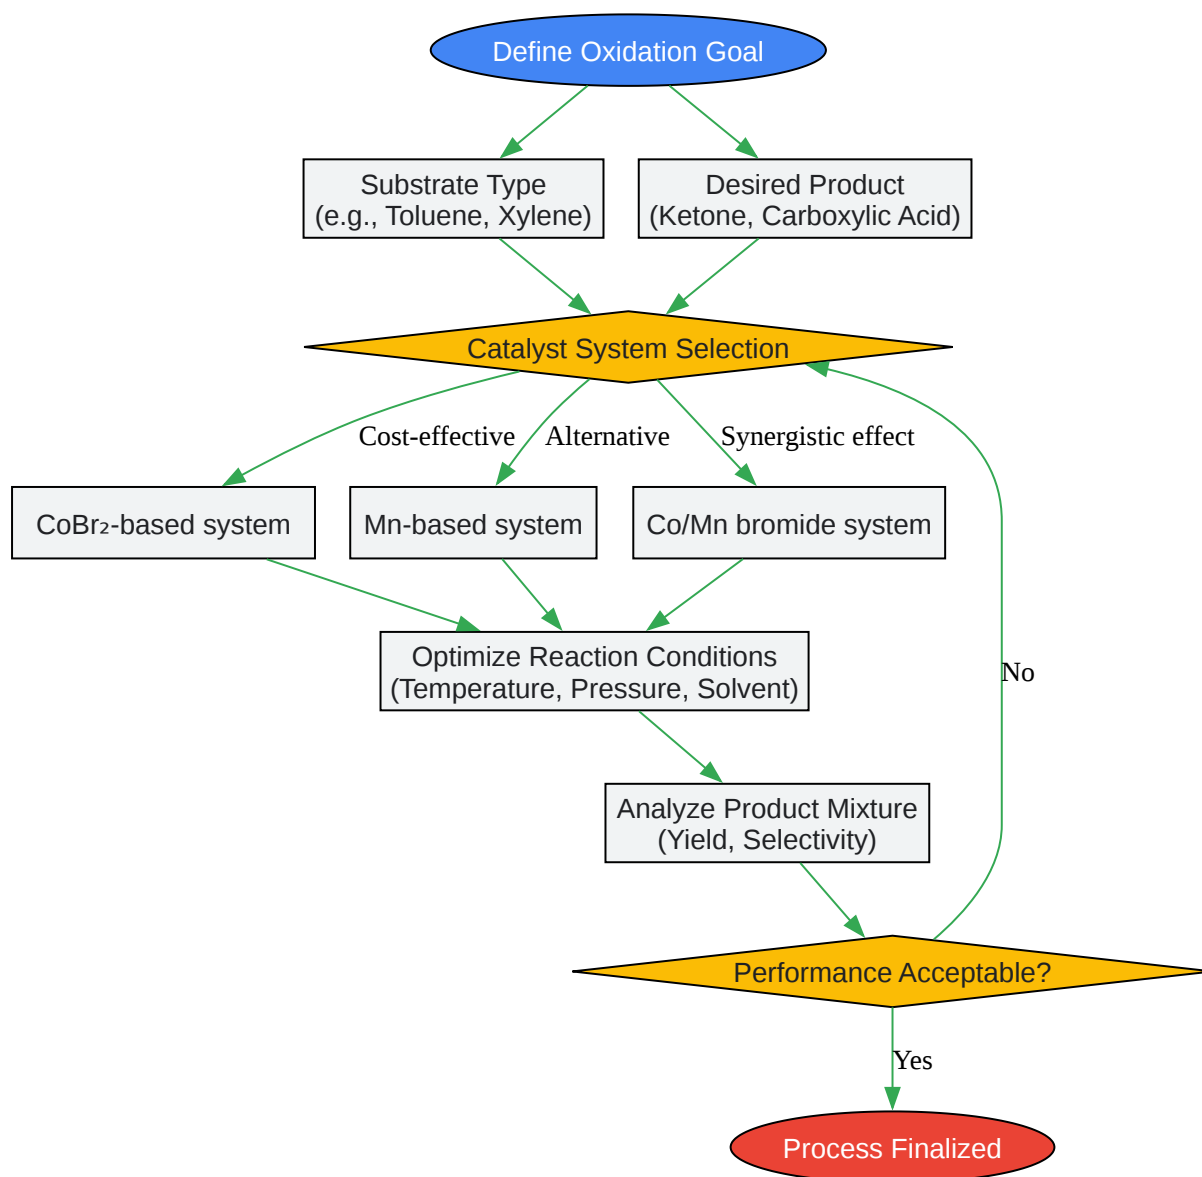 Define Oxidation Goal
Substrate Type
(e.g., Toluene, Xylene)
Desired Product
(Ketone, Carboxylic Acid)
Catalyst System Selection
Cost-effective
Alternative
Synergistic effect
CoBr₂-based system
Mn-based system
Co/Mn bromide system
Optimize Reaction Conditions
(Temperature, Pressure, Solvent)
No
Analyze Product Mixture
(Yield, Selectivity)
Performance Acceptable?
Yes
Process Finalized